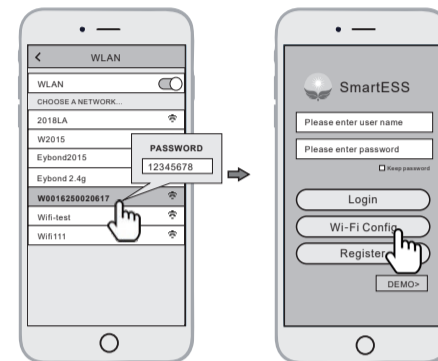 WLAN
WLAN
CHOOSE A NETWORK...
2018LA
W2015
Eybond2015
Eybond 2.4g
W0016250020617
Wifi-test
Wifi111
PASSWORD
12345678
SmartESS
Please enter user name
Please enter password
Keep password
Login
Wi-Fi Config
Register
DEMO>